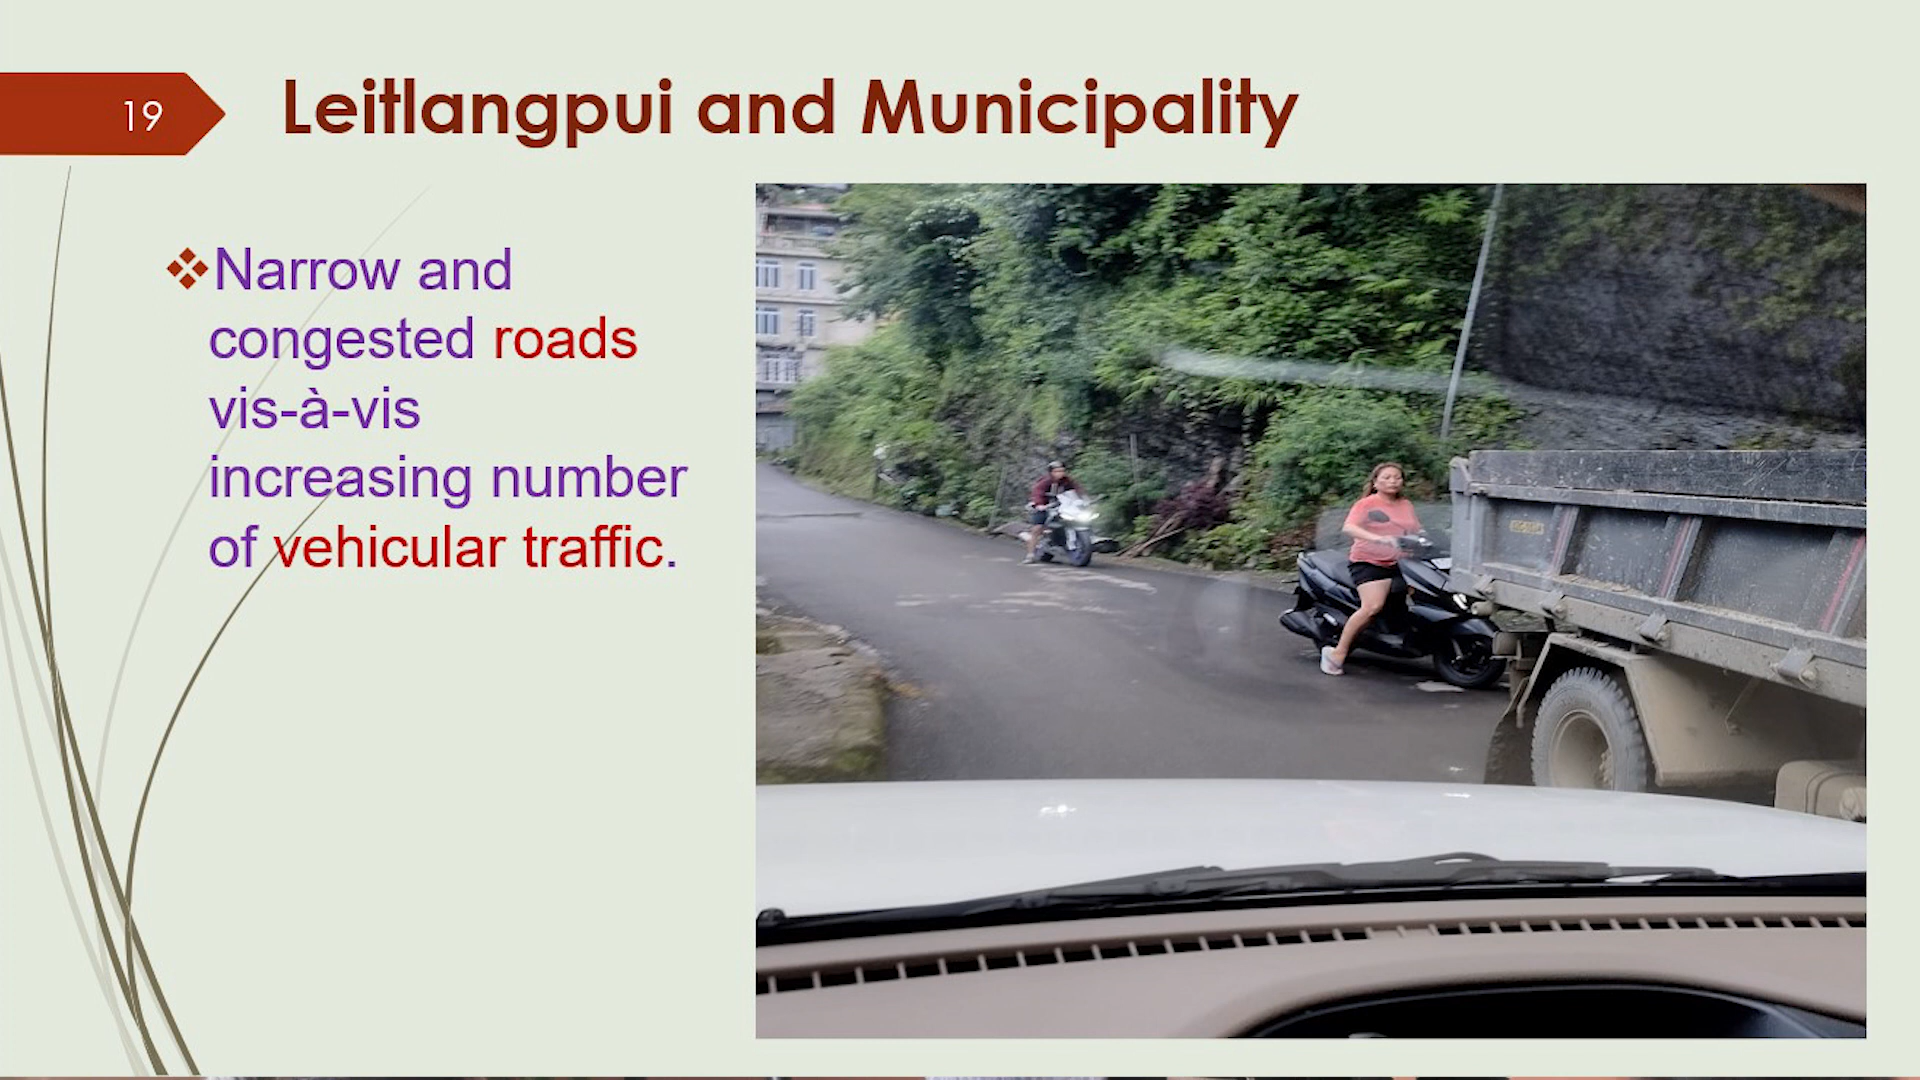 19
Leitlangpui and Municipality
❖Narrow and
congested roads
vis-à-vis
increasing number
of vehicular traffic.